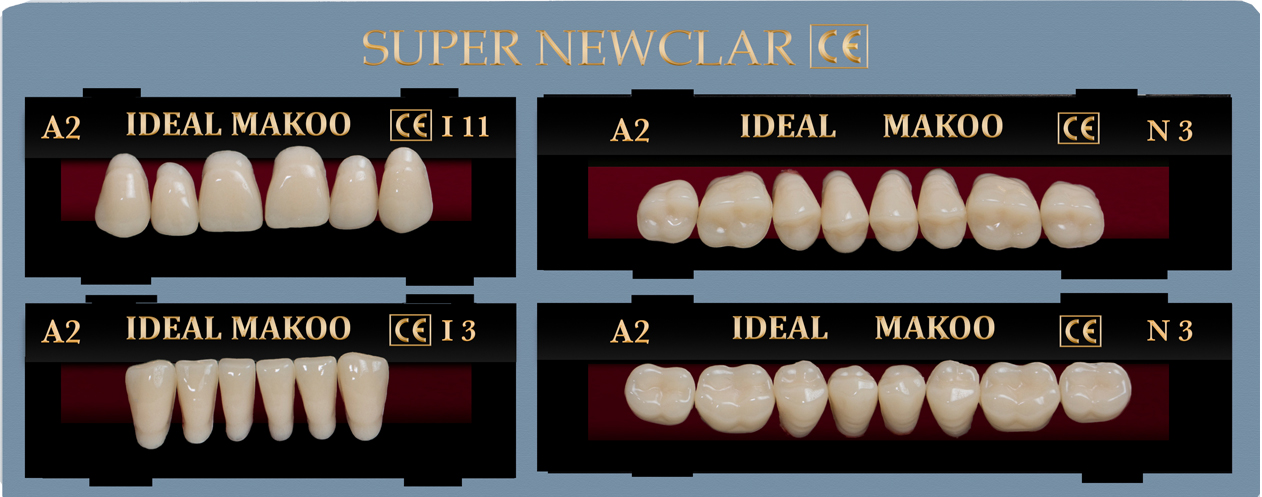 SUPER NEWCLAR CE
A2 IDEAL MAKOO CE I 11
A2 IDEAL MAKOO CE N 3
A2 IDEAL MAKOO CE I 3
A2 IDEAL MAKOO CE N 3